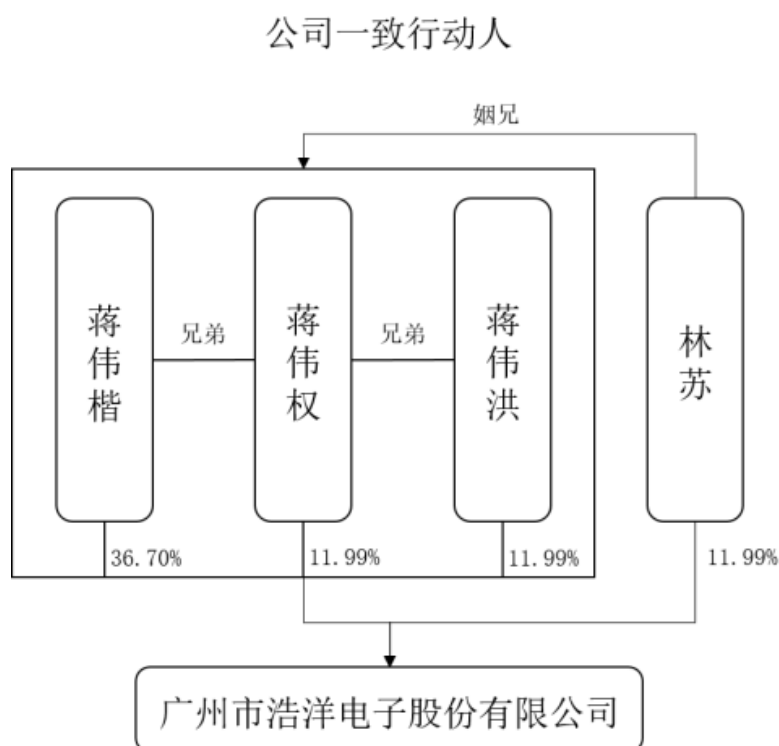 公司一致行动人
姻兄
蒋伟楷
兄弟
蒋伟权
兄弟
蒋伟洪
林苏
36.70%
11.99%
11.99%
11.99%
广州市浩洋电子股份有限公司